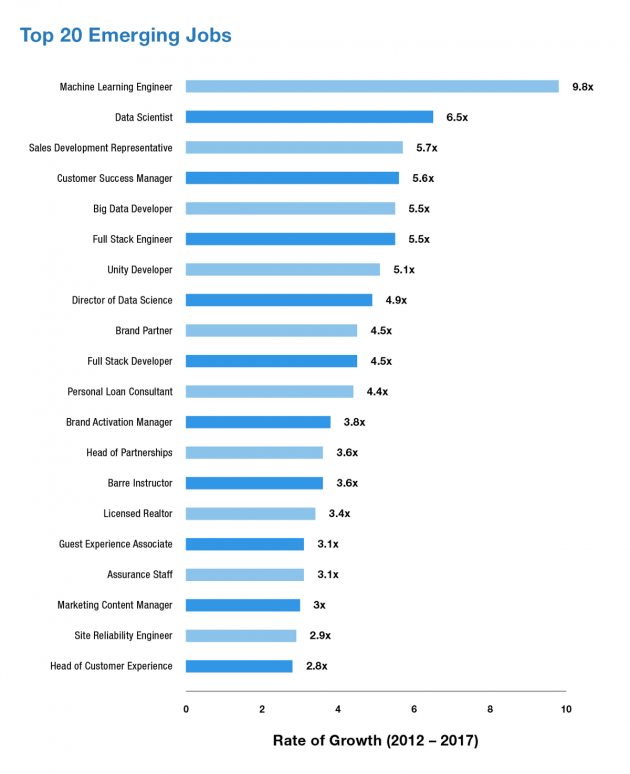 Top 20 Emerging Jobs
Machine Learning Engineer 9.8x
Data Scientist 6.5x
Sales Development Representative 5.7x
Customer Success Manager 5.6x
Big Data Developer 5.5x
Full Stack Engineer 5.5x
Unity Developer 5.1x
Director of Data Science 4.9x
Brand Partner 4.5x
Full Stack Developer 4.5x
Personal Loan Consultant 4.4x
Brand Activation Manager 3.8x
Head of Partnerships 3.6x
Barre Instructor 3.6x
Licensed Realtor 3.4x
Guest Experience Associate 3.1x
Assurance Staff 3.1x
Marketing Content Manager 3x
Site Reliability Engineer 2.9x
Head of Customer Experience 2.8x
0 2 4 6 8 10
Rate of Growth (2012 – 2017)